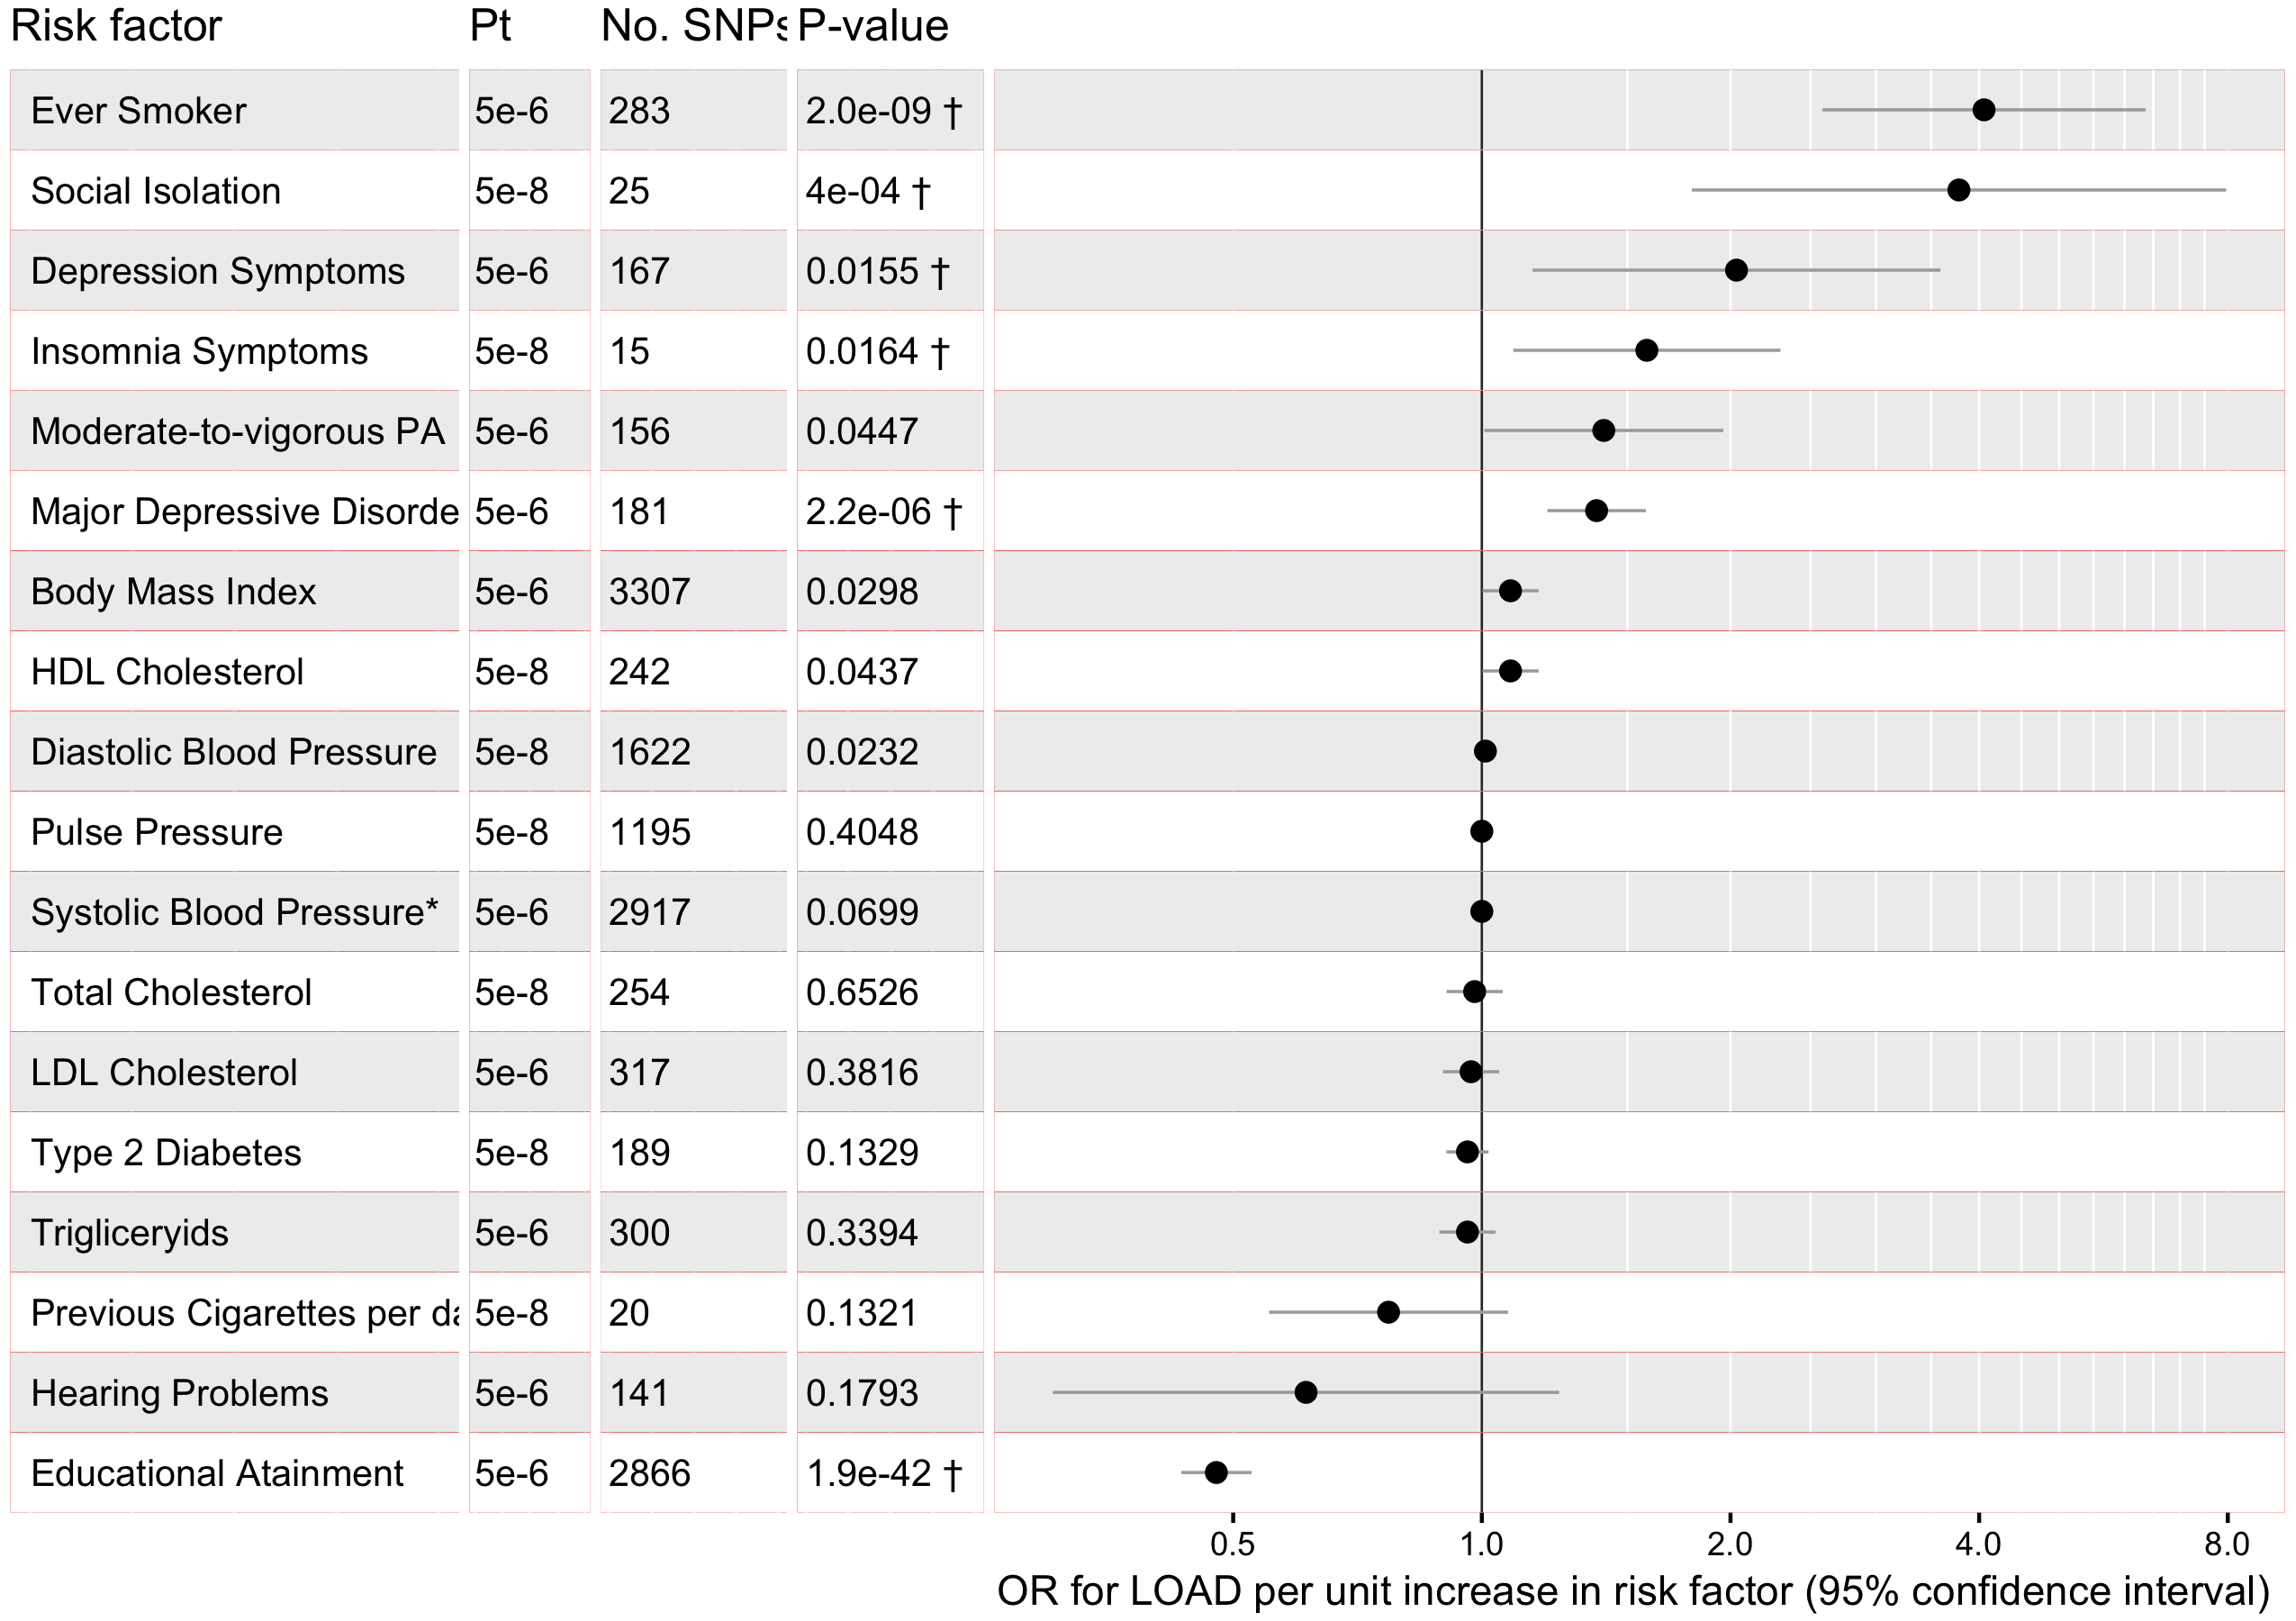 Risk factor Pt No. SNPs P-value
Ever Smoker 5e-6 283 2.0e-09 †
Social Isolation 5e-8 25 4e-04 †
Depression Symptoms 5e-6 167 0.0155 †
Insomnia Symptoms 5e-8 15 0.0164 †
Moderate-to-vigorous PA 5e-6 156 0.0447
Major Depressive Disorde 5e-6 181 2.2e-06 †
Body Mass Index 5e-6 3307 0.0298
HDL Cholesterol 5e-8 242 0.0437
Diastolic Blood Pressure 5e-8 1622 0.0232
Pulse Pressure 5e-8 1195 0.4048
Systolic Blood Pressure* 5e-6 2917 0.0699
Total Cholesterol 5e-8 254 0.6526
LDL Cholesterol 5e-6 317 0.3816
Type 2 Diabetes 5e-8 189 0.1329
Trigliceryids 5e-6 300 0.3394
Previous Cigarettes per da 5e-8 20 0.1321
Hearing Problems 5e-6 141 0.1793
Educational Atainment 5e-6 2866 1.9e-42 †
0.5 1.0 2.0 4.0 8.0
OR for LOAD per unit increase in risk factor (95% confidence interval)